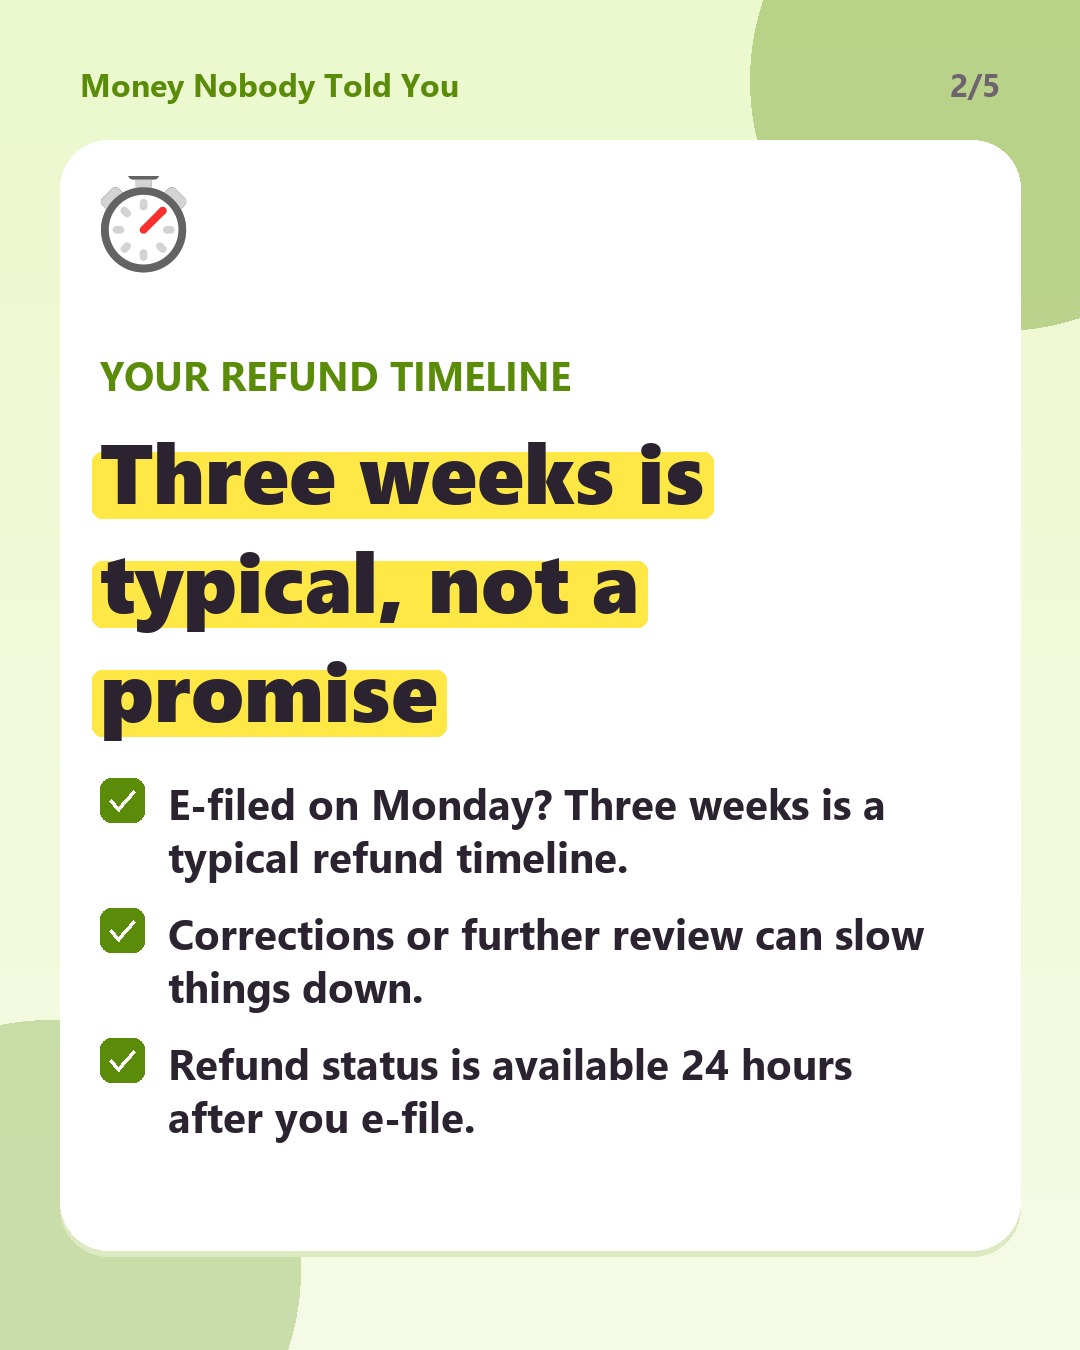 Money Nobody Told You
2/5
YOUR REFUND TIMELINE
Three weeks is
typical, not a
promise
E-filed on Monday? Three weeks is a
typical refund timeline.
Corrections or further review can slow
things down.
Refund status is available 24 hours
after you e-file.